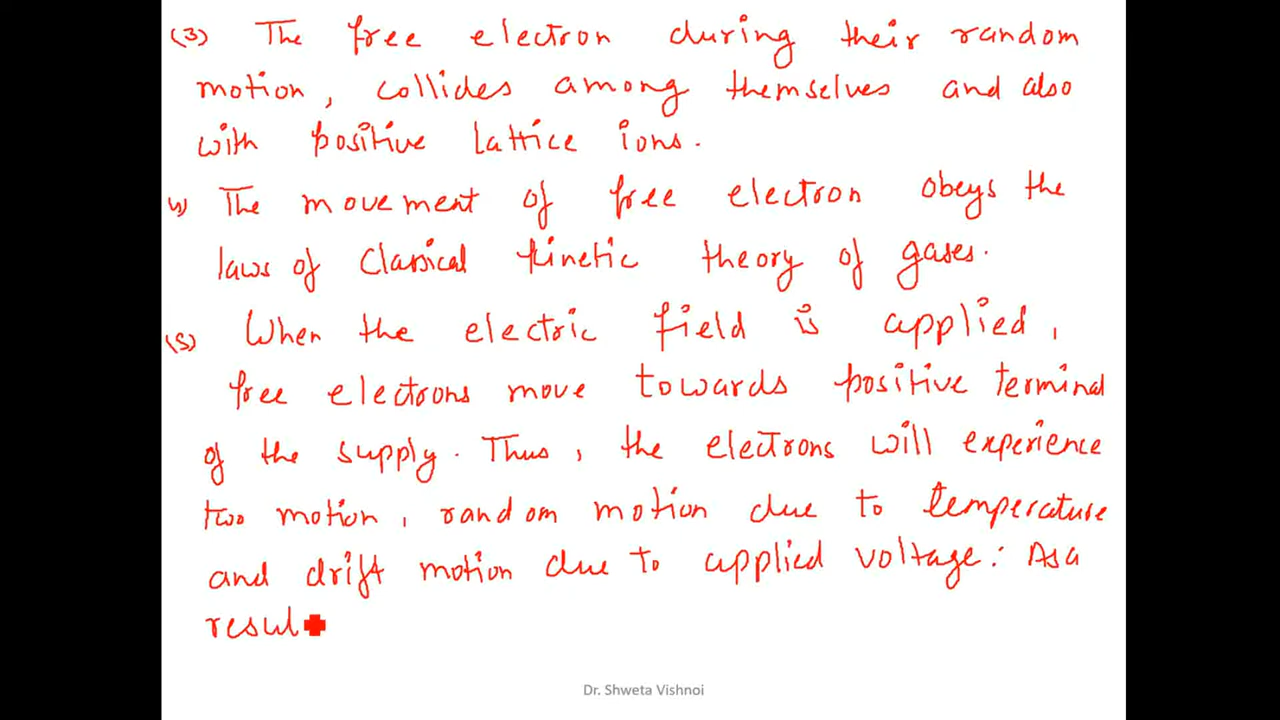 (3) The free electron during their random
motion, collides among themselves and also
with positive lattice ions.
4) The movement of free electron obeys the
laws of Classical kinetic theory of gases.
(5) When the electric field is applied,
free electrons move towards positive terminal
of the supply. Thus, the electrons will experience
two motion, random motion due to temperature
and drift motion due to applied voltage. As a
resul
Dr. Shweta Vishnoi